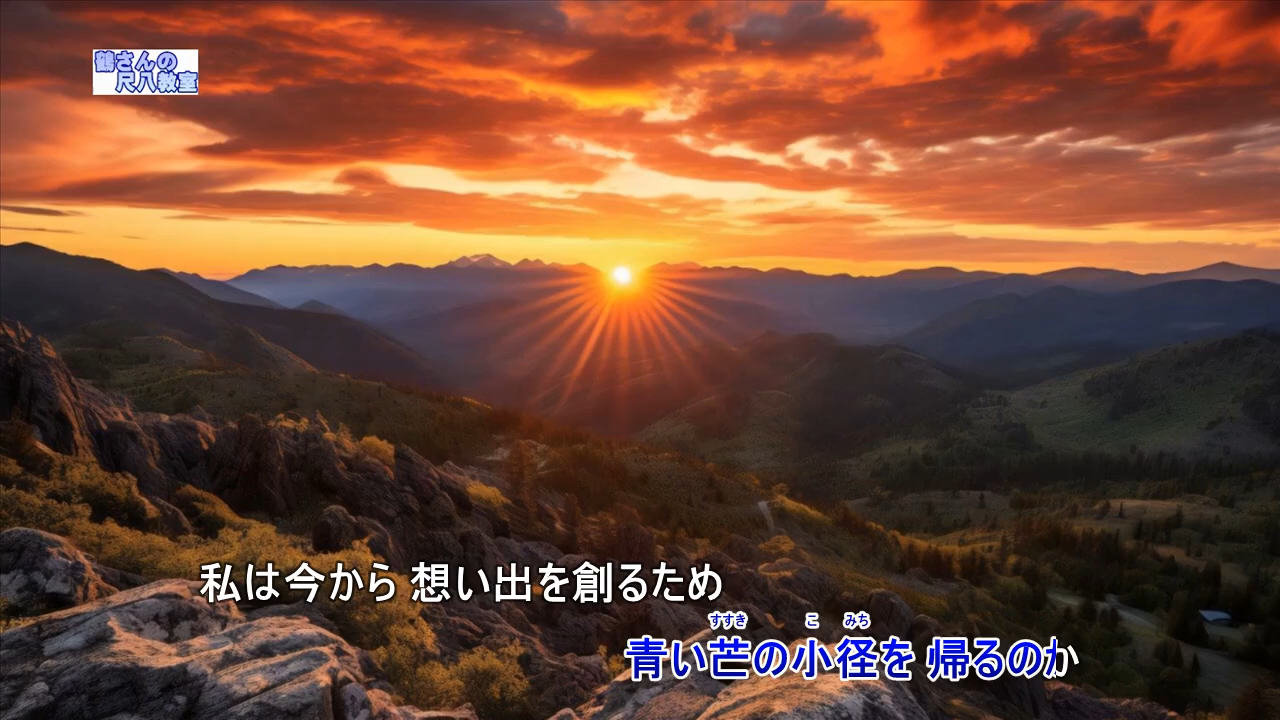 鶴さんの
尺八教室
私は今から 想い出を創るため
すすき こ みち
青い芒の小径を 帰るのか